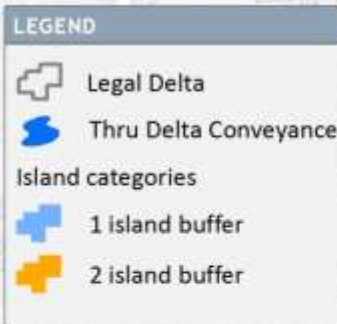 LEGEND
Legal Delta
Thru Delta Conveyance
Island categories
1 island buffer
2 island buffer